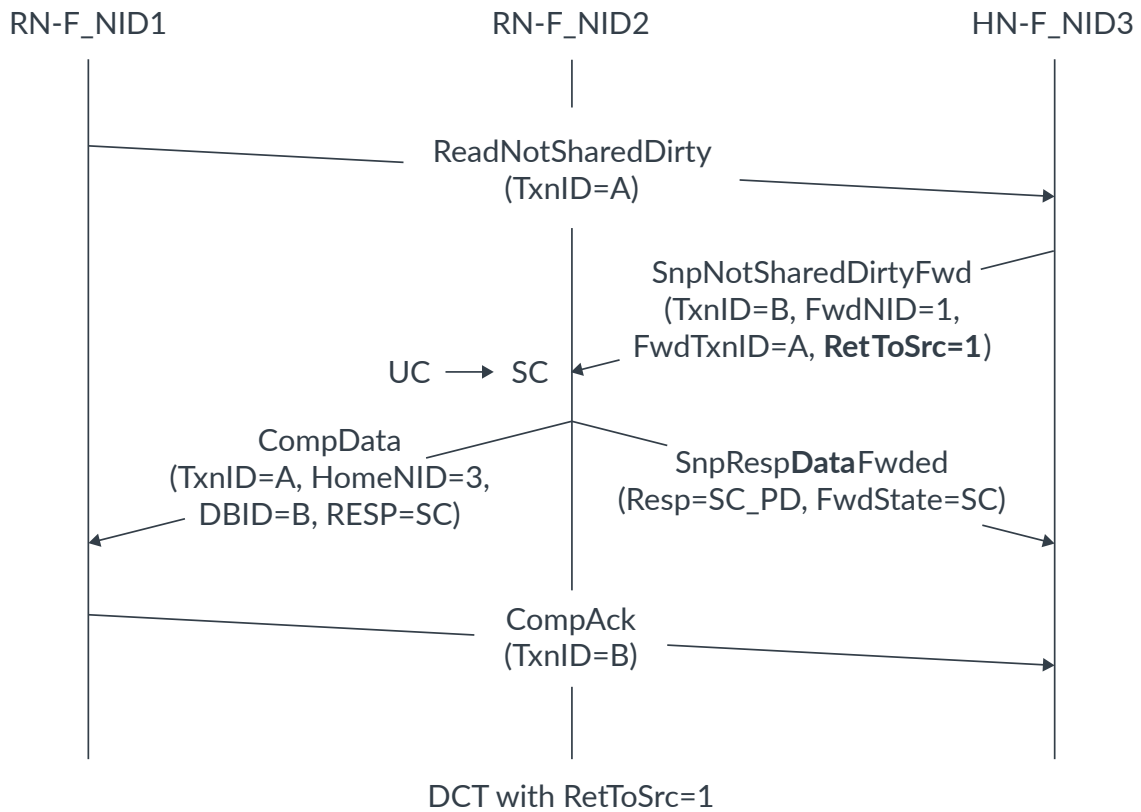 RN-F_NID1
RN-F_NID2
HN-F_NID3
ReadNotSharedDirty
(TxnID=A)
SnpNotSharedDirtyFwd
(TxnID=B, FwdNID=1,
FwdTxnID=A, RetToSrc=1)
UC
SC
CompData
(TxnID=A, HomeNID=3,
DBID=B, RESP=SC)
SnpRespDataFwded
(Resp=SC_PD, FwdState=SC)
CompAck
(TxnID=B)
DCT with RetToSrc=1